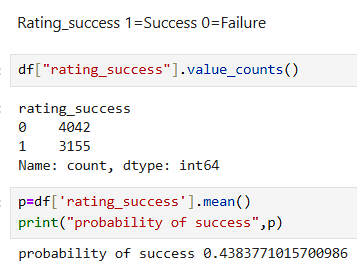 Rating_success 1=Success 0=Failure
df["rating_success"].value_counts()
rating_success
0    4042
1    3155
Name: count, dtype: int64
p=df['rating_success'].mean()
print("probability of success",p)
probability of success 0.4383771015700986